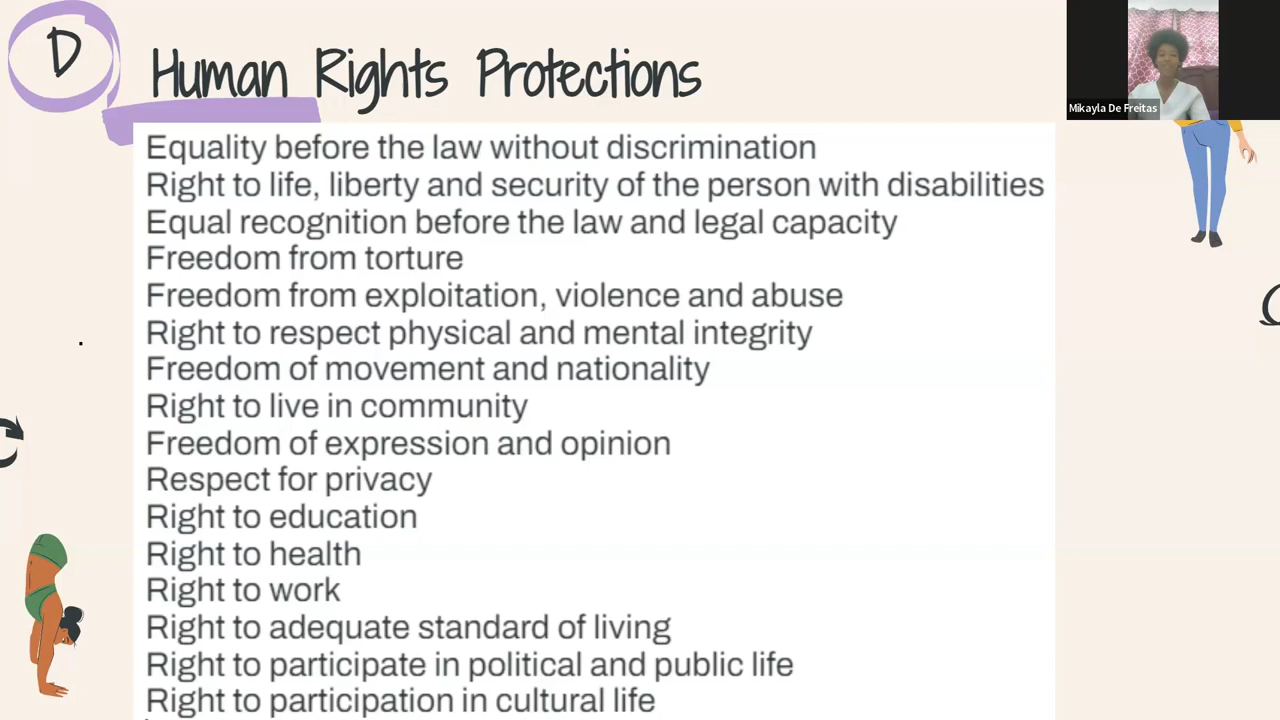 D
Human Rights Protections
Mikayla De Freitas
Equality before the law without discrimination
Right to life, liberty and security of the person with disabilities
Equal recognition before the law and legal capacity
Freedom from torture
Freedom from exploitation, violence and abuse
Right to respect physical and mental integrity
Freedom of movement and nationality
Right to live in community
Freedom of expression and opinion
Respect for privacy
Right to education
Right to health
Right to work
Right to adequate standard of living
Right to participate in political and public life
Right to participation in cultural life